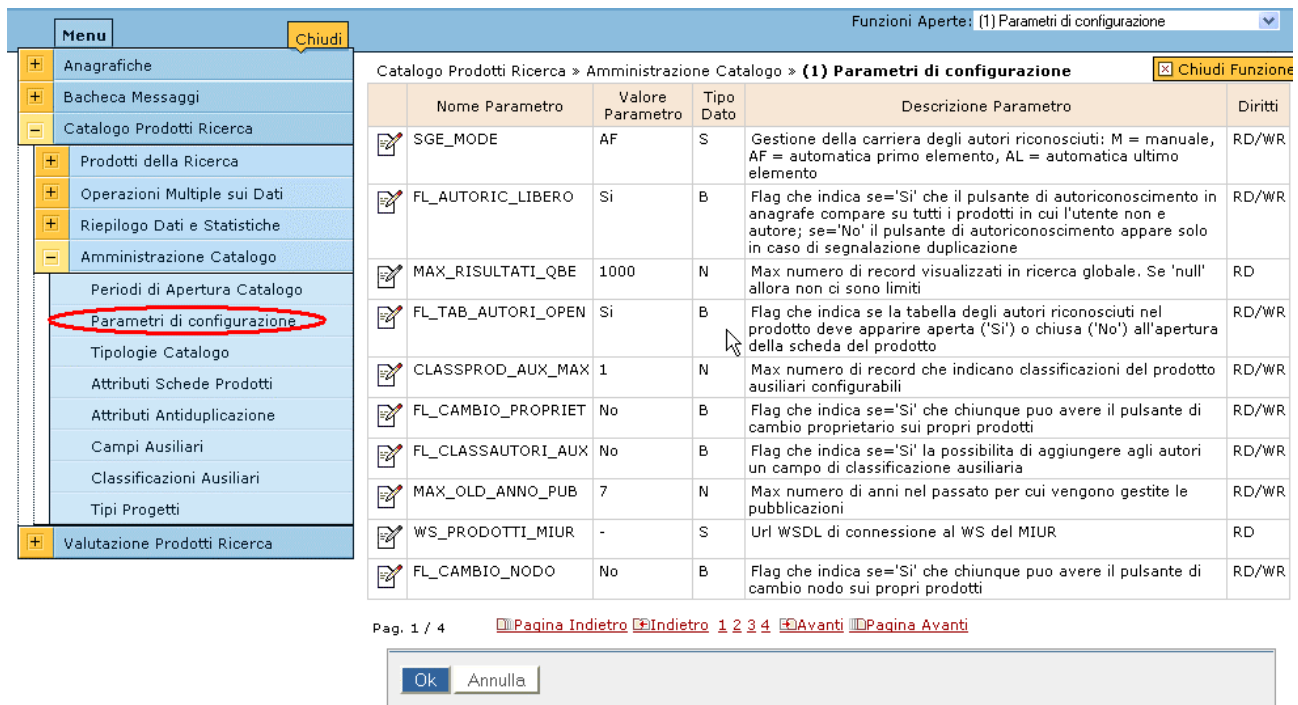 Funzioni Aperte: (1) Parametri di configurazione
Menu
Chiudi
Anagrafiche
Bacheca Messaggi
Catalogo Prodotti Ricerca
Prodotti della Ricerca
Operazioni Multiple sui Dati
Riepilogo Dati e Statistiche
Amministrazione Catalogo
Periodi di Apertura Catalogo
Parametri di configurazione
Tipologie Catalogo
Attributi Schede Prodotti
Attributi Antiduplicazione
Campi Ausiliari
Classificazioni Ausiliari
Tipi Progetti
Valutazione Prodotti Ricerca
Catalogo Prodotti Ricerca » Amministrazione Catalogo » (1) Parametri di configurazione
Chiudi Funzione
Nome Parametro Valore Parametro Tipo Dato Descrizione Parametro Diritti
SGE_MODE AF S Gestione della carriera degli autori riconosciuti: M = manuale, RD/WR
AF = automatica primo elemento, AL = automatica ultimo
elemento
FL_AUTORIC_LIBERO Si B Flag che indica se='Si' che il pulsante di autoriconoscimento in RD/WR
anagrafe compare su tutti i prodotti in cui l'utente non e
autore; se='No' il pulsante di autoriconoscimento appare solo
in caso di segnalazione duplicazione
MAX_RISULTATI_QBE 1000 N Max numero di record visualizzati in ricerca globale. Se 'null' RD
allora non ci sono limiti
FL_TAB_AUTORI_OPEN Si B Flag che indica se la tabella degli autori riconosciuti nel RD/WR
prodotto deve apparire aperta ('Si') o chiusa ('No') all'apertura
della scheda del prodotto
CLASSPROD_AUX_MAX 1 N Max numero di record che indicano classificazioni del prodotto RD/WR
ausiliari configurabili
FL_CAMBIO_PROPRIET No B Flag che indica se='Si' che chiunque puo avere il pulsante di RD/WR
cambio proprietario sui propri prodotti
FL_CLASSAUTORI_AUX No B Flag che indica se='Si' la possibilita di aggiungere agli autori RD/WR
un campo di classificazione ausiliaria
MAX_OLD_ANNO_PUB 7 N Max numero di anni nel passato per cui vengono gestite le RD/WR
pubblicazioni
WS_PRODOTTI_MIUR - S Url WSDL di connessione al WS del MIUR RD
FL_CAMBIO_NODO No B Flag che indica se='Si' che chiunque puo avere il pulsante di RD/WR
cambio nodo sui propri prodotti
Pag. 1 / 4 Pagina Indietro Indietro 1 2 3 4 Avanti Pagina Avanti
Ok Annulla